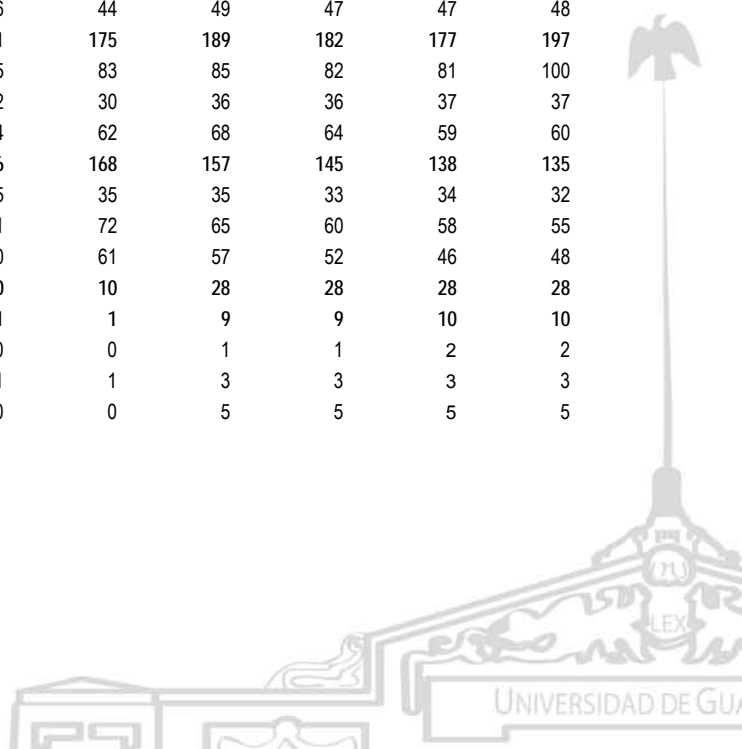 44 49 47 47 48
175 189 182 177 197
83 85 82 81 100
30 36 36 37 37
62 68 64 59 60
168 157 145 138 135
35 35 33 34 32
72 65 60 58 55
61 57 52 46 48
10 28 28 28 28
1 9 9 10 10
0 1 1 2 2
1 3 3 3 3
0 5 5 5 5
LEX
UNIVERSIDAD DE GUA